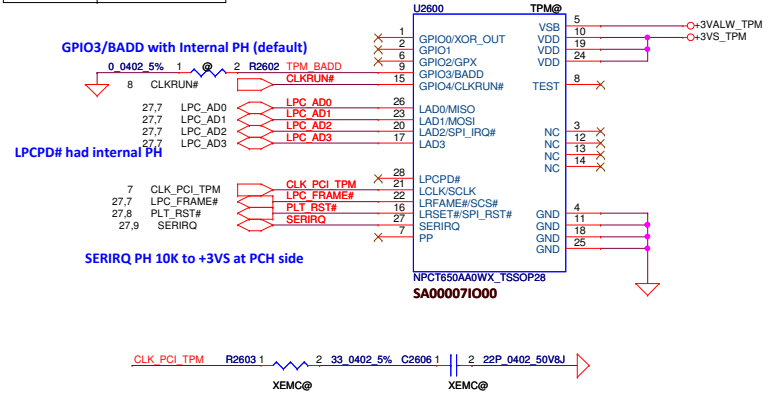 U2600 TPM@
1 GPIO0/XOR_OUT VSB 5 +3VALW_TPM
2 GPIO1 VDD 10 +3VS_TPM
6 GPIO2/GPX VDD 19
GPIO3/BADD with Internal PH (default)
0_0402_5% 1 @ 2 R2602 TPM_BADD 9 GPIO3/BADD VDD 24
8 CLKRUN# CLKRUN# 15 GPIO4/CLKRUN# TEST 8
27,7 LPC_AD0 LPC_AD0 26 LAD0/MISO
27,7 LPC_AD1 LPC_AD1 23 LAD1/MOSI
27,7 LPC_AD2 LPC_AD2 20 LAD2/SPI_IRQ# NC 3
27,7 LPC_AD3 LPC_AD3 17 LAD3 NC 12
NC 13
NC 14
LPCPD# had internal PH
28 LPCPD#
7 CLK_PCI_TPM CLK_PCI_TPM 21 LCLK/SCLK
27,7 LPC_FRAME# LPC_FRAME# 22 LRFAME#/SCS#
27,8 PLT_RST# PLT_RST# 16 LRSET#/SPI_RST# GND 4
27,9 SERIRQ SERIRQ 27 SERIRQ GND 11
7 PP GND 18
GND 25
SERIRQ PH 10K to +3VS at PCH side
NPCT650AA0WX_TSSOP28
SA00007IO00
CLK_PCI_TPM R2603 1 2 33_0402_5% C2606 1 2 22P_0402_50V8J
XEMC@ XEMC@